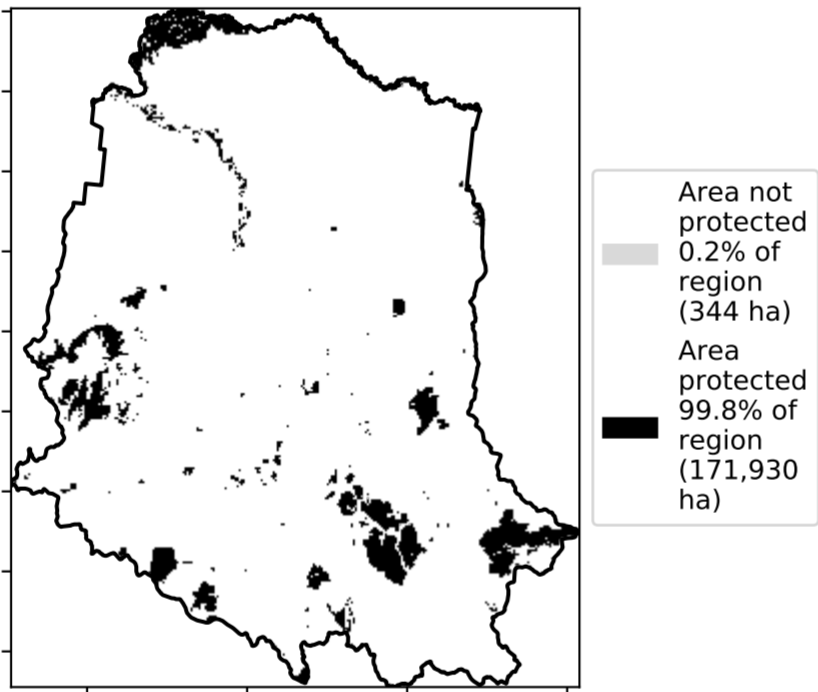 Area not
protected
0.2% of
region
(344 ha)
Area
protected
99.8% of
region
(171,930
ha)